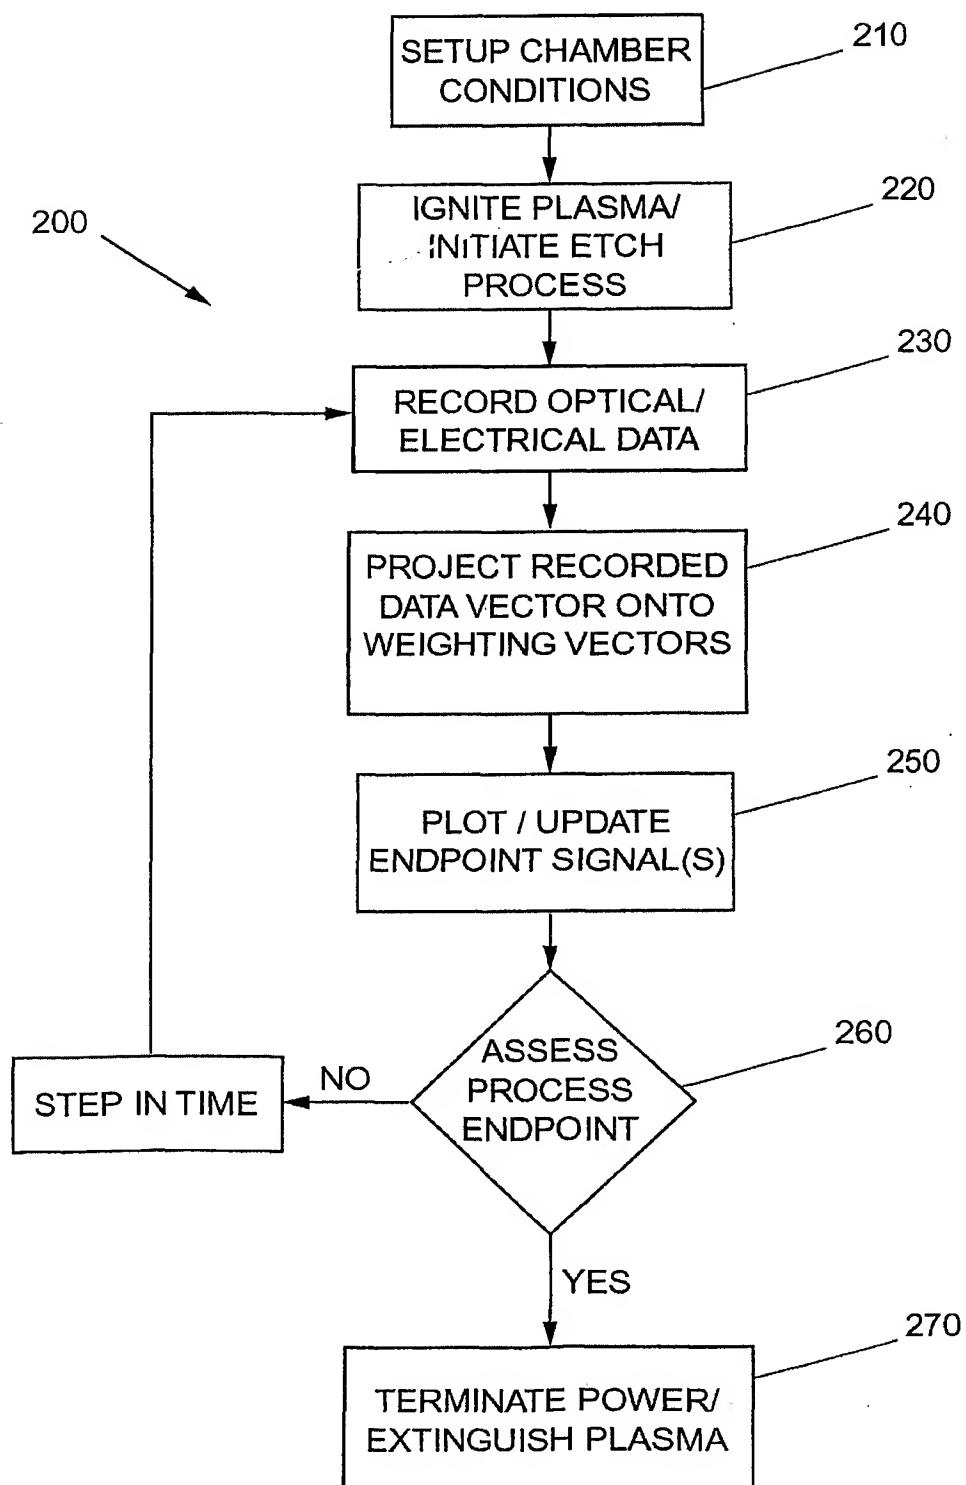 SETUP CHAMBER
CONDITIONS
210
IGNITE PLASMA/
INITIATE ETCH
PROCESS
220
200
RECORD OPTICAL/
ELECTRICAL DATA
230
PROJECT RECORDED
DATA VECTOR ONTO
WEIGHTING VECTORS
240
PLOT / UPDATE
ENDPOINT SIGNAL(S)
250
ASSESS
PROCESS
ENDPOINT
260
NO
STEP IN TIME
YES
TERMINATE POWER/
EXTINGUISH PLASMA
270